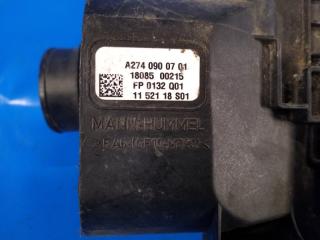 A274 090 07 01
18085 00215
FP 0132 Q01
11 521 18 S01
MANN+HUMMEL